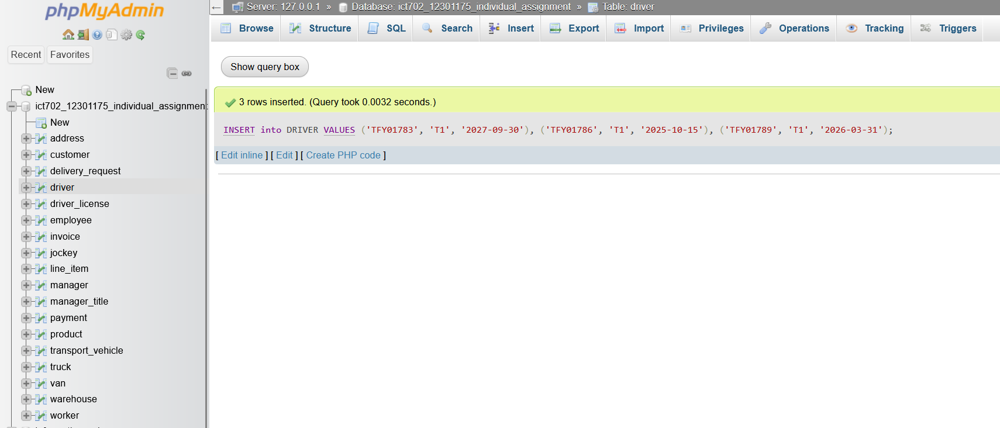 phpMyAdmin
Recent Favorites
New
ict702_12301175_individual_assignment
New
address
customer
delivery_request
driver
driver_license
employee
invoice
jockey
line_item
manager
manager_title
payment
product
transport_vehicle
truck
van
warehouse
worker
← Server: 127.0.0.1 » Database: ict702_12301175_individual_assignment » Table: driver
Browse Structure SQL Search Insert Export Import Privileges Operations Tracking Triggers
Show query box
3 rows inserted. (Query took 0.0032 seconds.)
INSERT into DRIVER VALUES ('TFY01783', 'T1', '2027-09-30'), ('TFY01786', 'T1', '2025-10-15'), ('TFY01789', 'T1', '2026-03-31');
[ Edit inline ] [ Edit ] [ Create PHP code ]